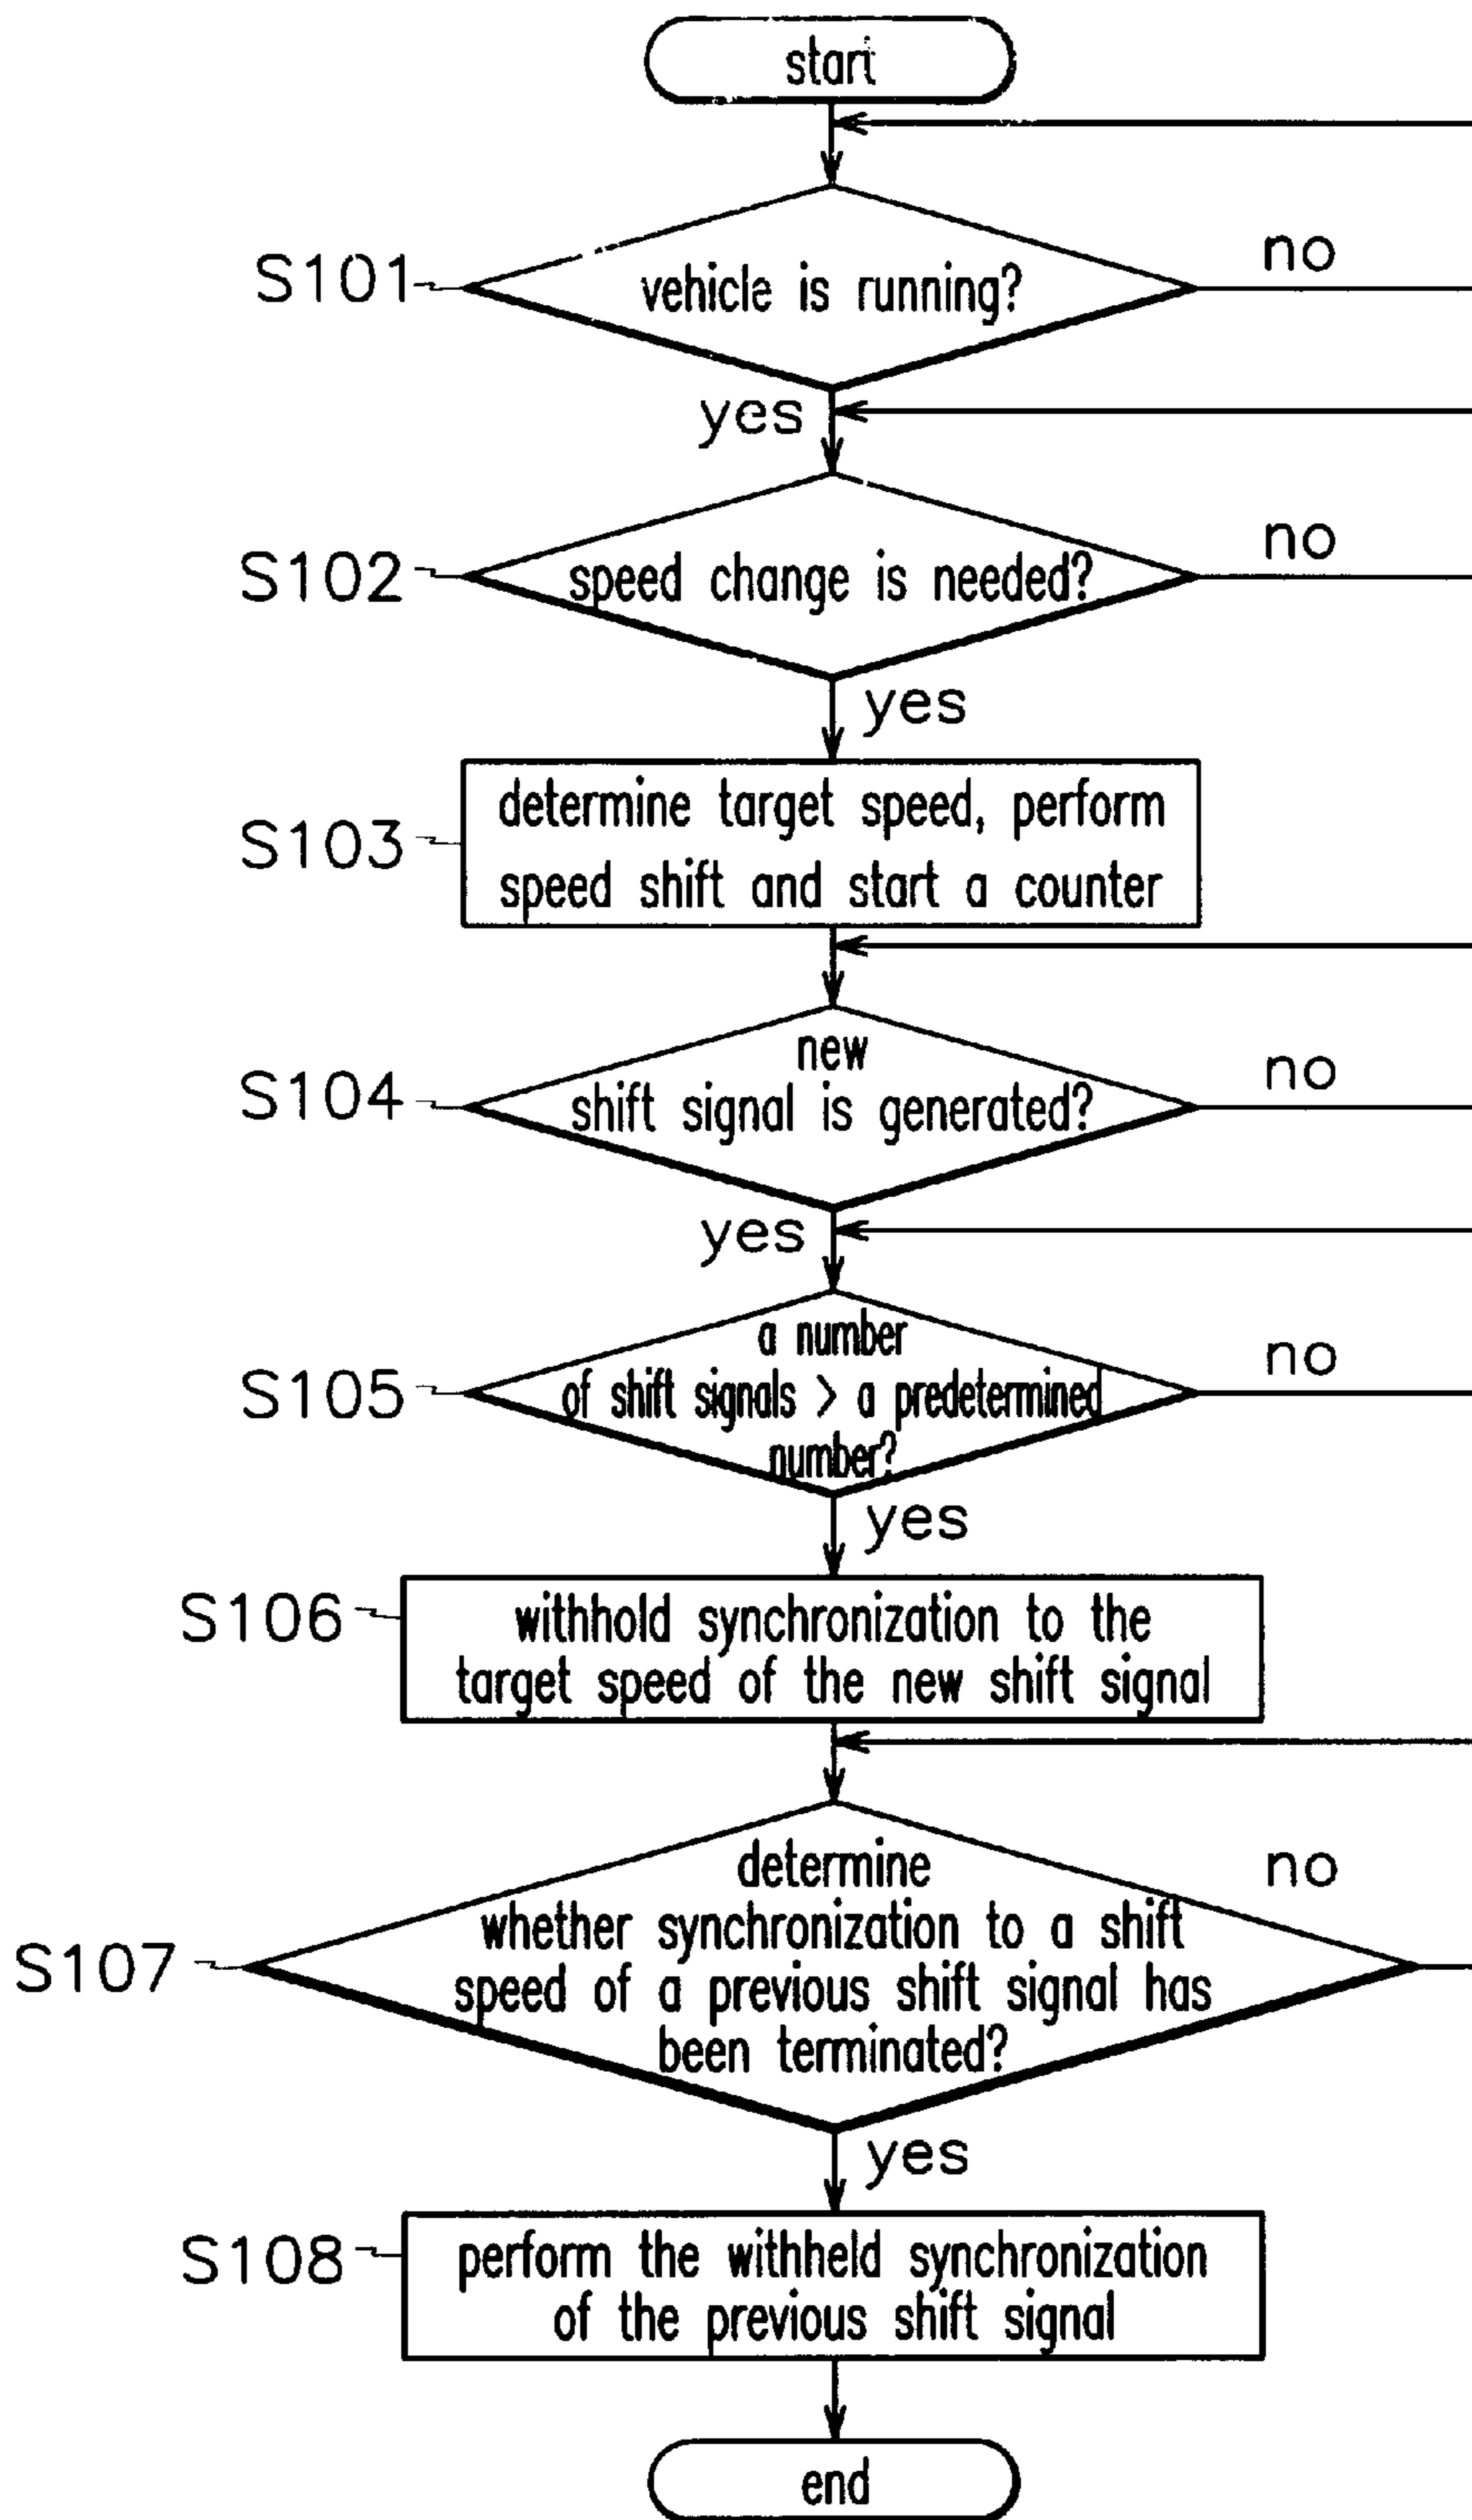 start
S101
vehicle is running?
no
yes
S102
speed change is needed?
no
yes
S103
determine target speed, perform
speed shift and start a counter
S104
new
shift signal is generated?
no
yes
S105
a number
of shift signals > a predetermined
number?
no
yes
S106
withhold synchronization to the
target speed of the new shift signal
S107
determine
whether synchronization to a shift
speed of a previous shift signal has
been terminated?
no
yes
S108
perform the withheld synchronization
of the previous shift signal
end